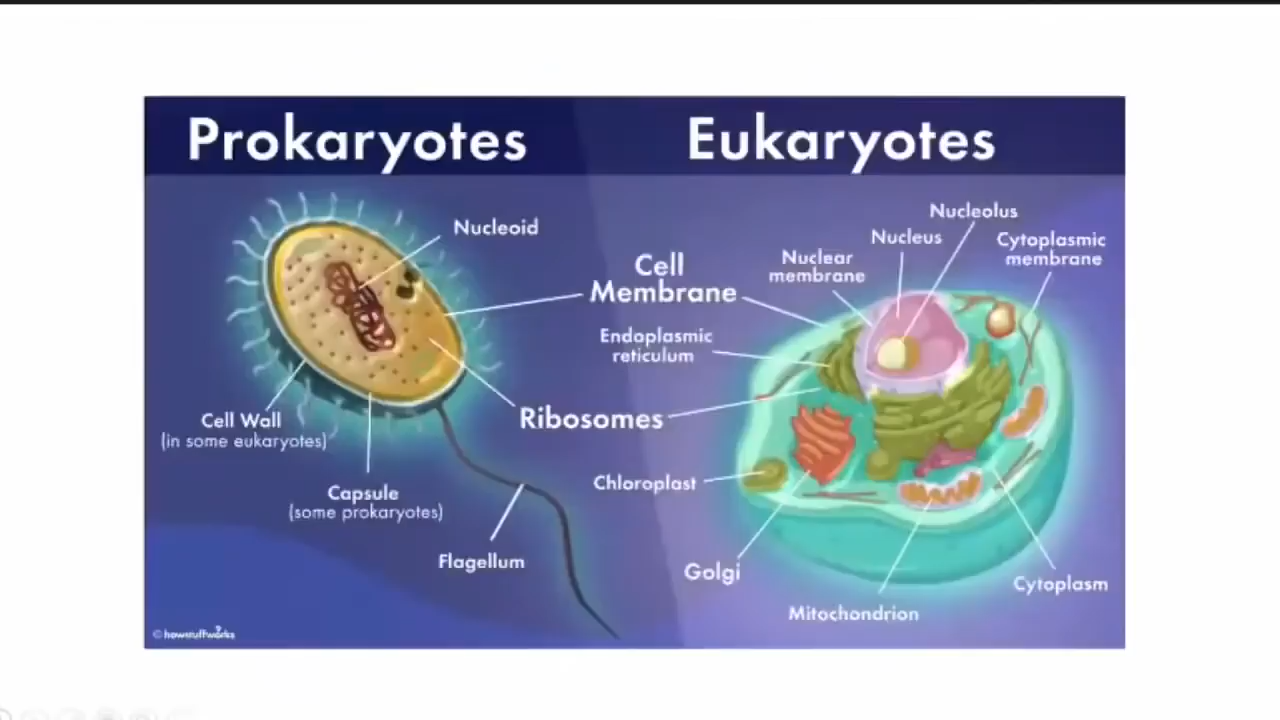 Prokaryotes
Eukaryotes
Nucleoid
Cell
Membrane
Nucleolus
Nucleus
Cytoplasmic
membrane
Nuclear
membrane
Endoplasmic
reticulum
Ribosomes
Cell Wall
(in some eukaryotes)
Capsule
(some prokaryotes)
Flagellum
Chloroplast
Golgi
Mitochondrion
Cytoplasm
© howstuffworks